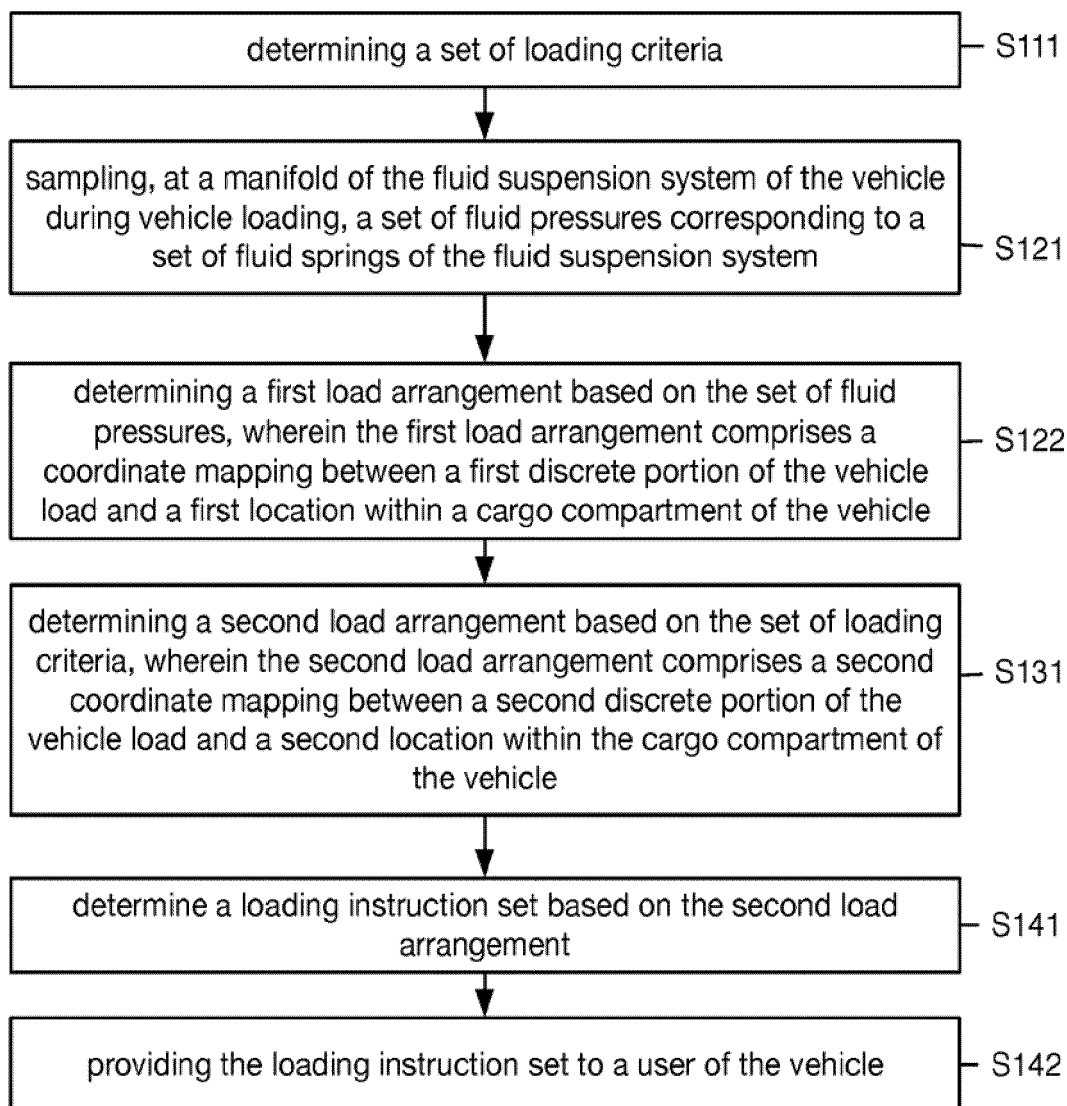 determining a set of loading criteria
S111
sampling, at a manifold of the fluid suspension system of the vehicle
during vehicle loading, a set of fluid pressures corresponding to a
set of fluid springs of the fluid suspension system
S121
determining a first load arrangement based on the set of fluid
pressures, wherein the first load arrangement comprises a
coordinate mapping between a first discrete portion of the vehicle
load and a first location within a cargo compartment of the vehicle
S122
determining a second load arrangement based on the set of loading
criteria, wherein the second load arrangement comprises a second
coordinate mapping between a second discrete portion of the
vehicle load and a second location within the cargo compartment of
the vehicle
S131
determine a loading instruction set based on the second load
arrangement
S141
providing the loading instruction set to a user of the vehicle
S142